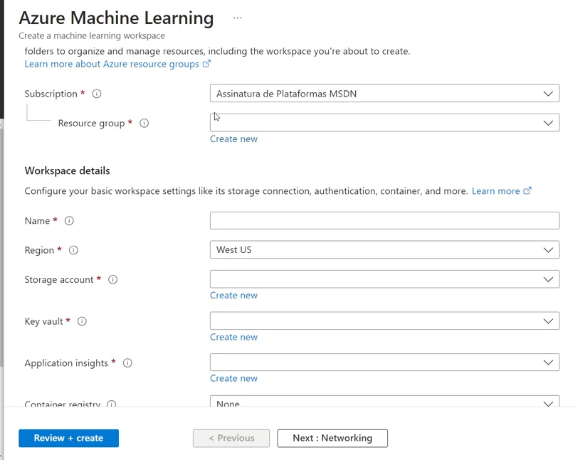 Azure Machine Learning ...
Create a machine learning workspace
folders to organize and manage resources, including the workspace you're about to create.
Learn more about Azure resource groups
Subscription * Assinatura de Plataformas MSDN
Resource group *
Create new
Workspace details
Configure your basic workspace settings like its storage connection, authentication, container, and more. Learn more
Name *
Region * West US
Storage account *
Create new
Key vault *
Create new
Application insights *
Create new
Container registry None
Review + create < Previous Next : Networking